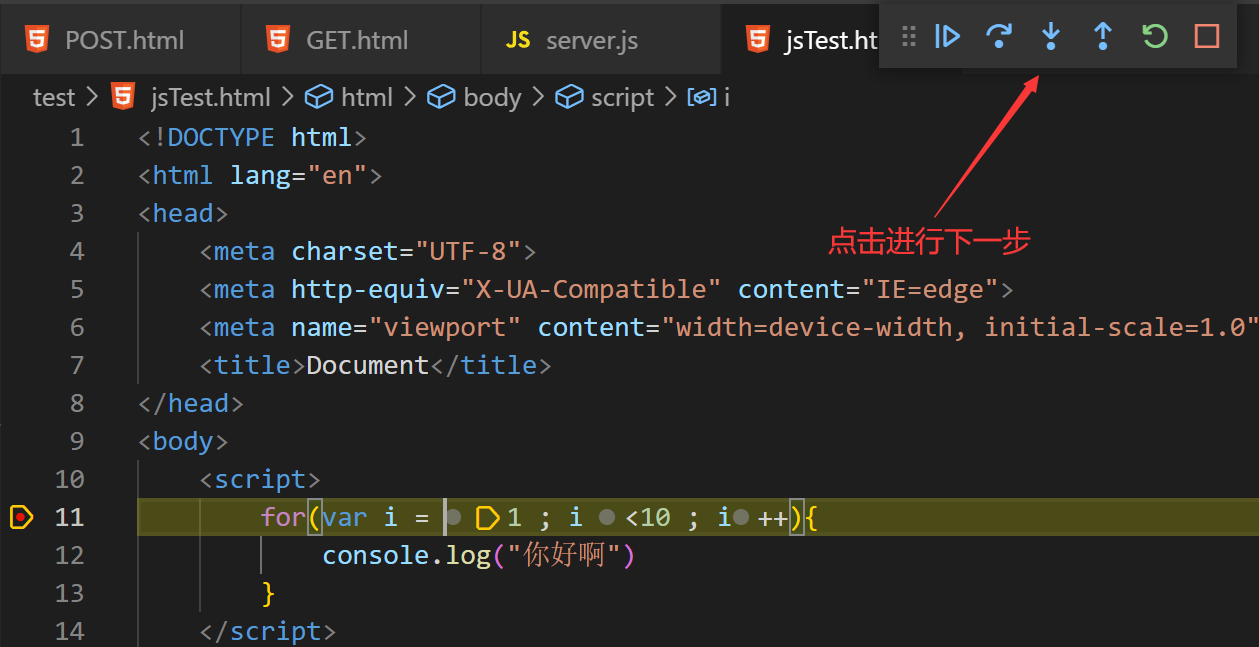 POST.html GET.html JS server.js jsTest.ht
test > jsTest.html > html > body > script > i
1 <!DOCTYPE html>
2 <html lang="en">
3 <head>
点击进行下一步
4 <meta charset="UTF-8">
5 <meta http-equiv="X-UA-Compatible" content="IE=edge">
6 <meta name="viewport" content="width=device-width, initial-scale=1.0"
7 <title>Document</title>
8 </head>
9 <body>
10 <script>
11 for(var i = 1 ; i <10 ; i ++){
12 console.log("你好啊")
13 }
14 </script>